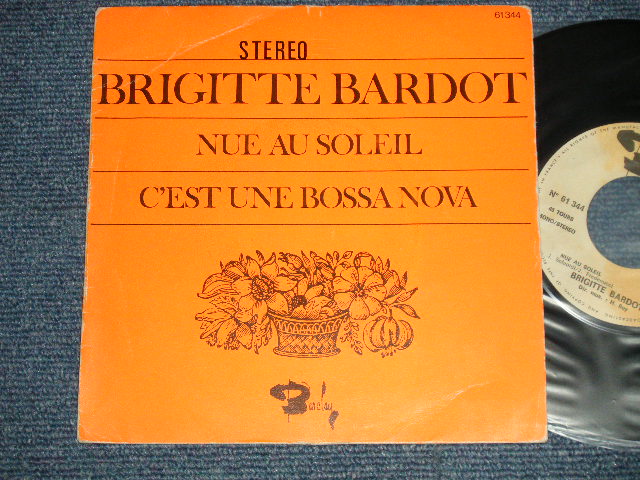 61344
STEREO
BRIGITTE BARDOT
NUE AU SOLEIL
C'EST UNE BOSSA NOVA
Barclay
N° 61 344
45 TOURS
MONO/STEREO
NUE AU SOLEIL
BRIGITTE BARDOT